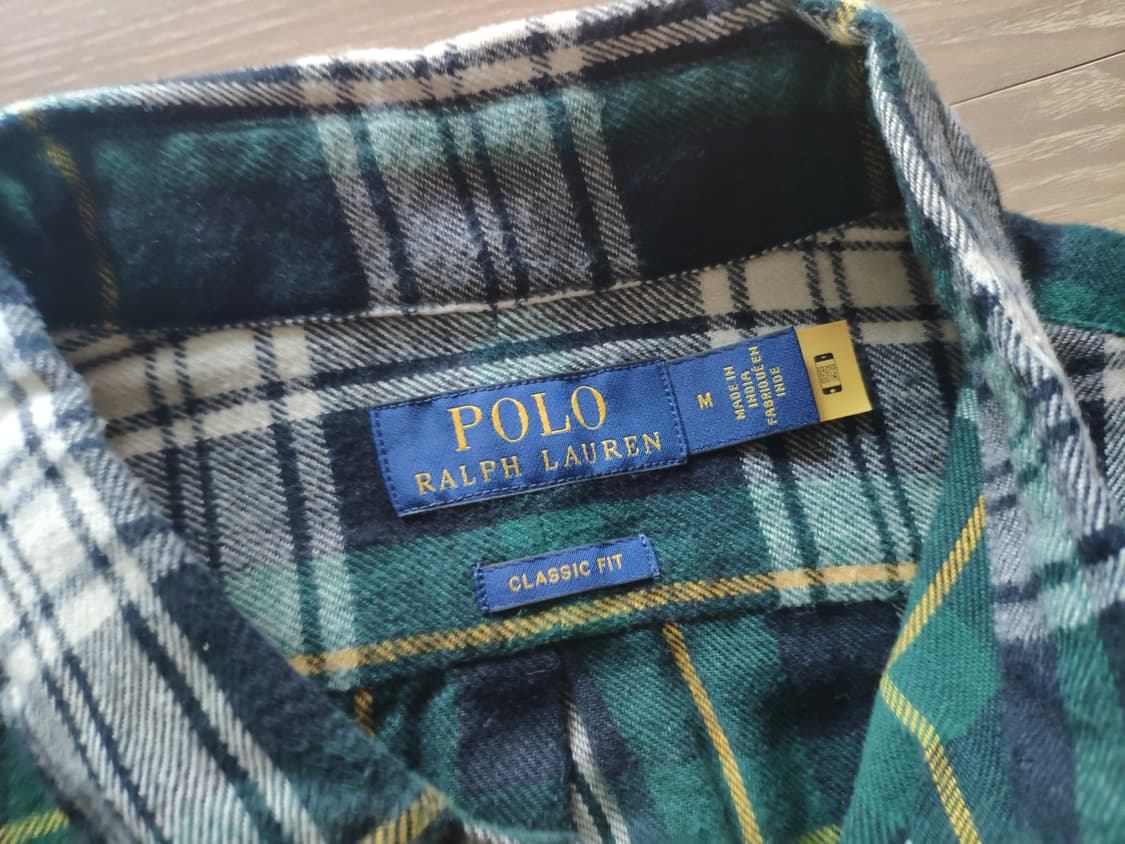 POLO
RALPH LAUREN
M
MADE IN
INDIA
FABRIQUÉ EN
INDE
CLASSIC FIT